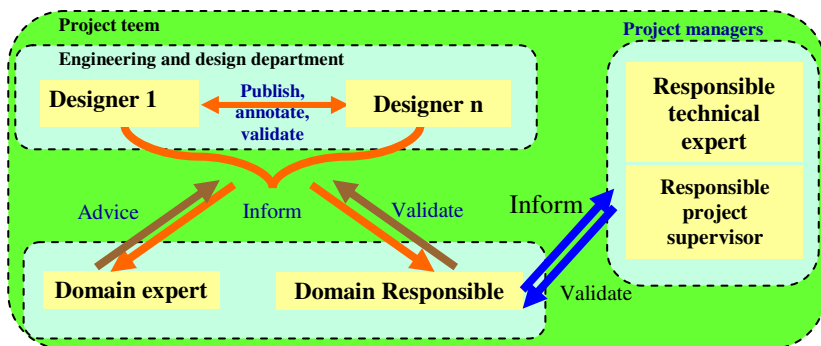 Project teem
Project managers
Engineering and design department
Designer 1
Publish,
annotate,
validate
Designer n
Responsible
technical
expert
Responsible
project
supervisor
Advice
Inform
Validate
Inform
Domain expert
Domain Responsible
Validate